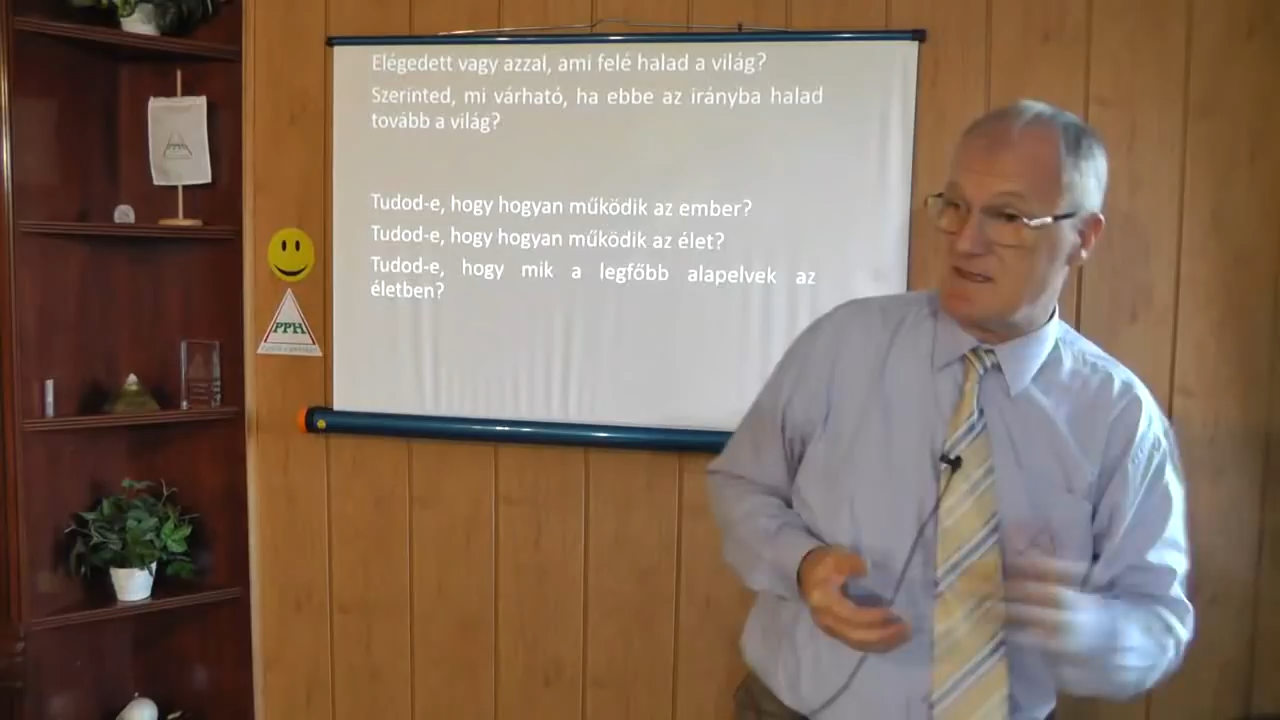 Elégedett vagy azzal, ami felé halad a világ?
Szerinted, mi várható, ha ebbe az irányba halad
tovább a világ?
Tudod-e, hogy hogyan működik az ember?
Tudod-e, hogy hogyan működik az élet?
Tudod-e, hogy mik a legfőbb alapelvek az
életben?
PPH
PPH